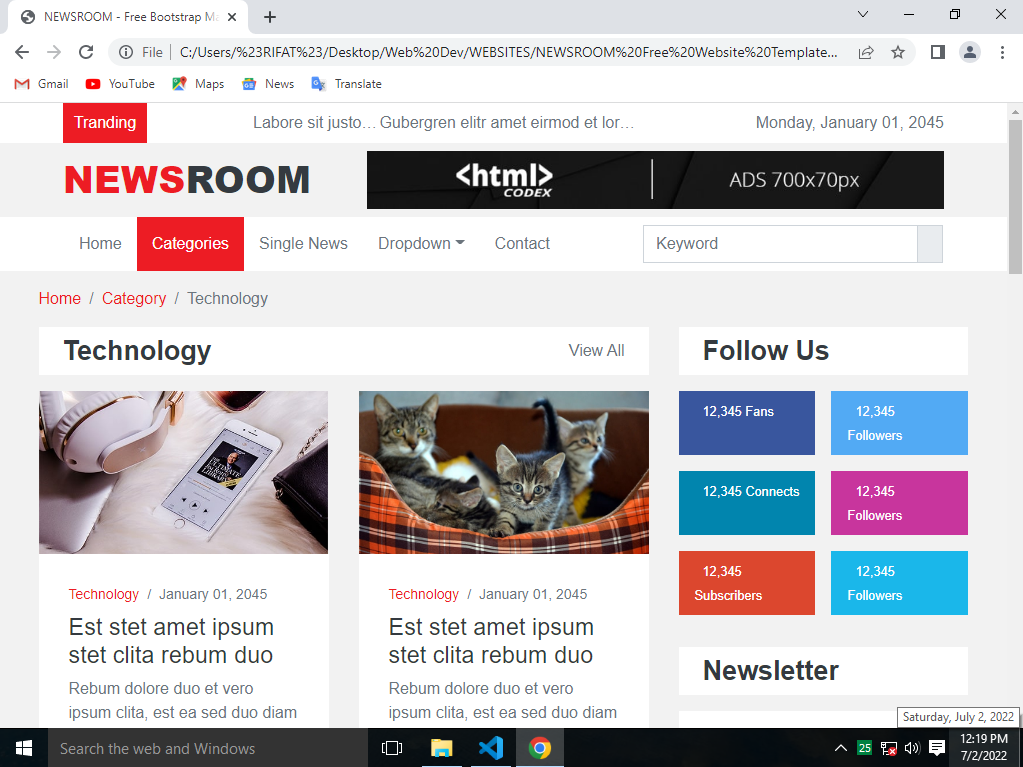 NEWSROOM - Free Bootstrap Ma
File
C:/Users/%23RIFAT%23/Desktop/Web%20Dev/WEBSITES/NEWSROOM%20Free%20Website%20Template...
Gmail
YouTube
Maps
News
Translate
Tranding
Labore sit justo... Gubergren elitr amet eirmod et lor...
Monday, January 01, 2045
NEWSROOM
<html>
CODEX
ADS 700x70px
Home
Categories
Single News
Dropdown
Contact
Keyword
Home / Category / Technology
Technology
View All
Technology / January 01, 2045
Est stet amet ipsum
stet clita rebum duo
Rebum dolore duo et vero
ipsum clita, est ea sed duo diam
Technology / January 01, 2045
Est stet amet ipsum
stet clita rebum duo
Rebum dolore duo et vero
ipsum clita, est ea sed duo diam
Follow Us
12,345 Fans
12,345
Followers
12,345 Connects
12,345
Followers
12,345
Subscribers
12,345
Followers
Newsletter
Saturday, July 2, 2022
Search the web and Windows
25
12:19 PM
7/2/2022